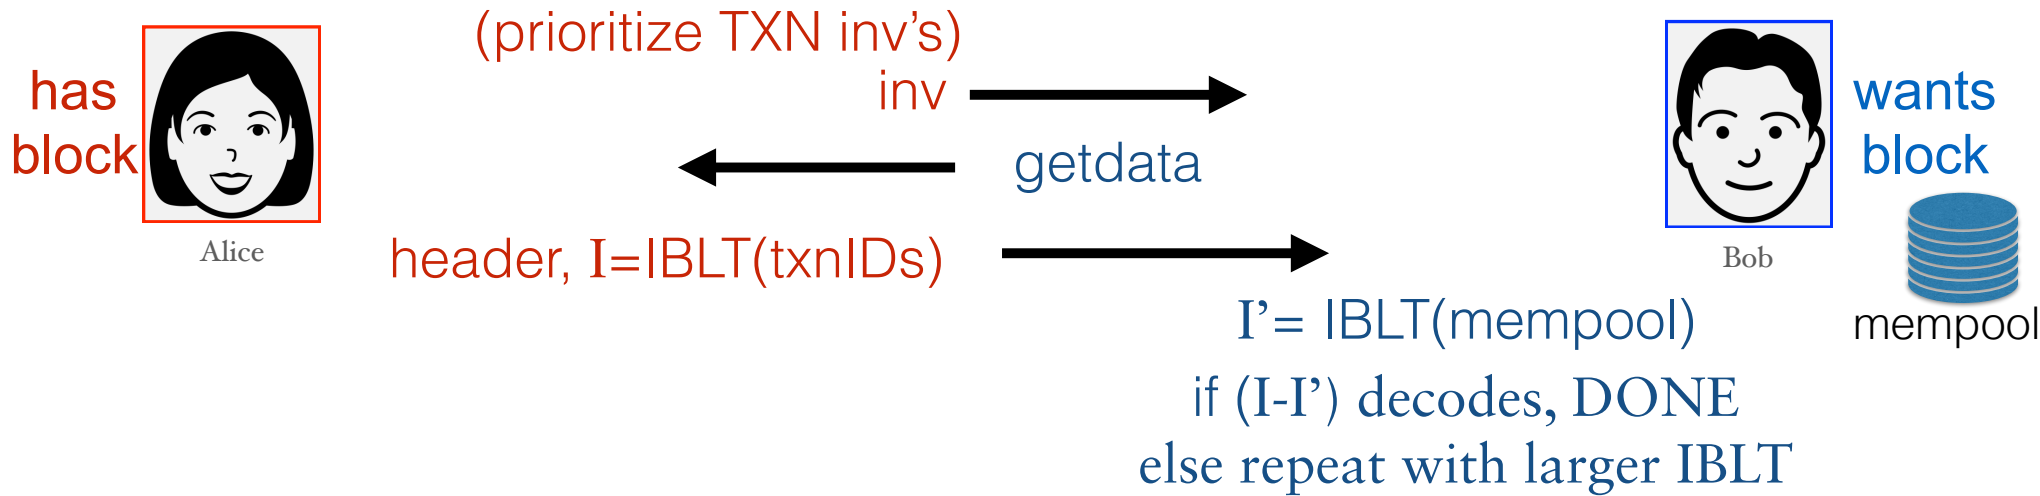 (prioritize TXN inv’s)
has
block
inv
wants
block
getdata
Alice
header, I=IBLT(txnIDs)
Bob
I’= IBLT(mempool)
mempool
if (I-I’) decodes, DONE
else repeat with larger IBLT